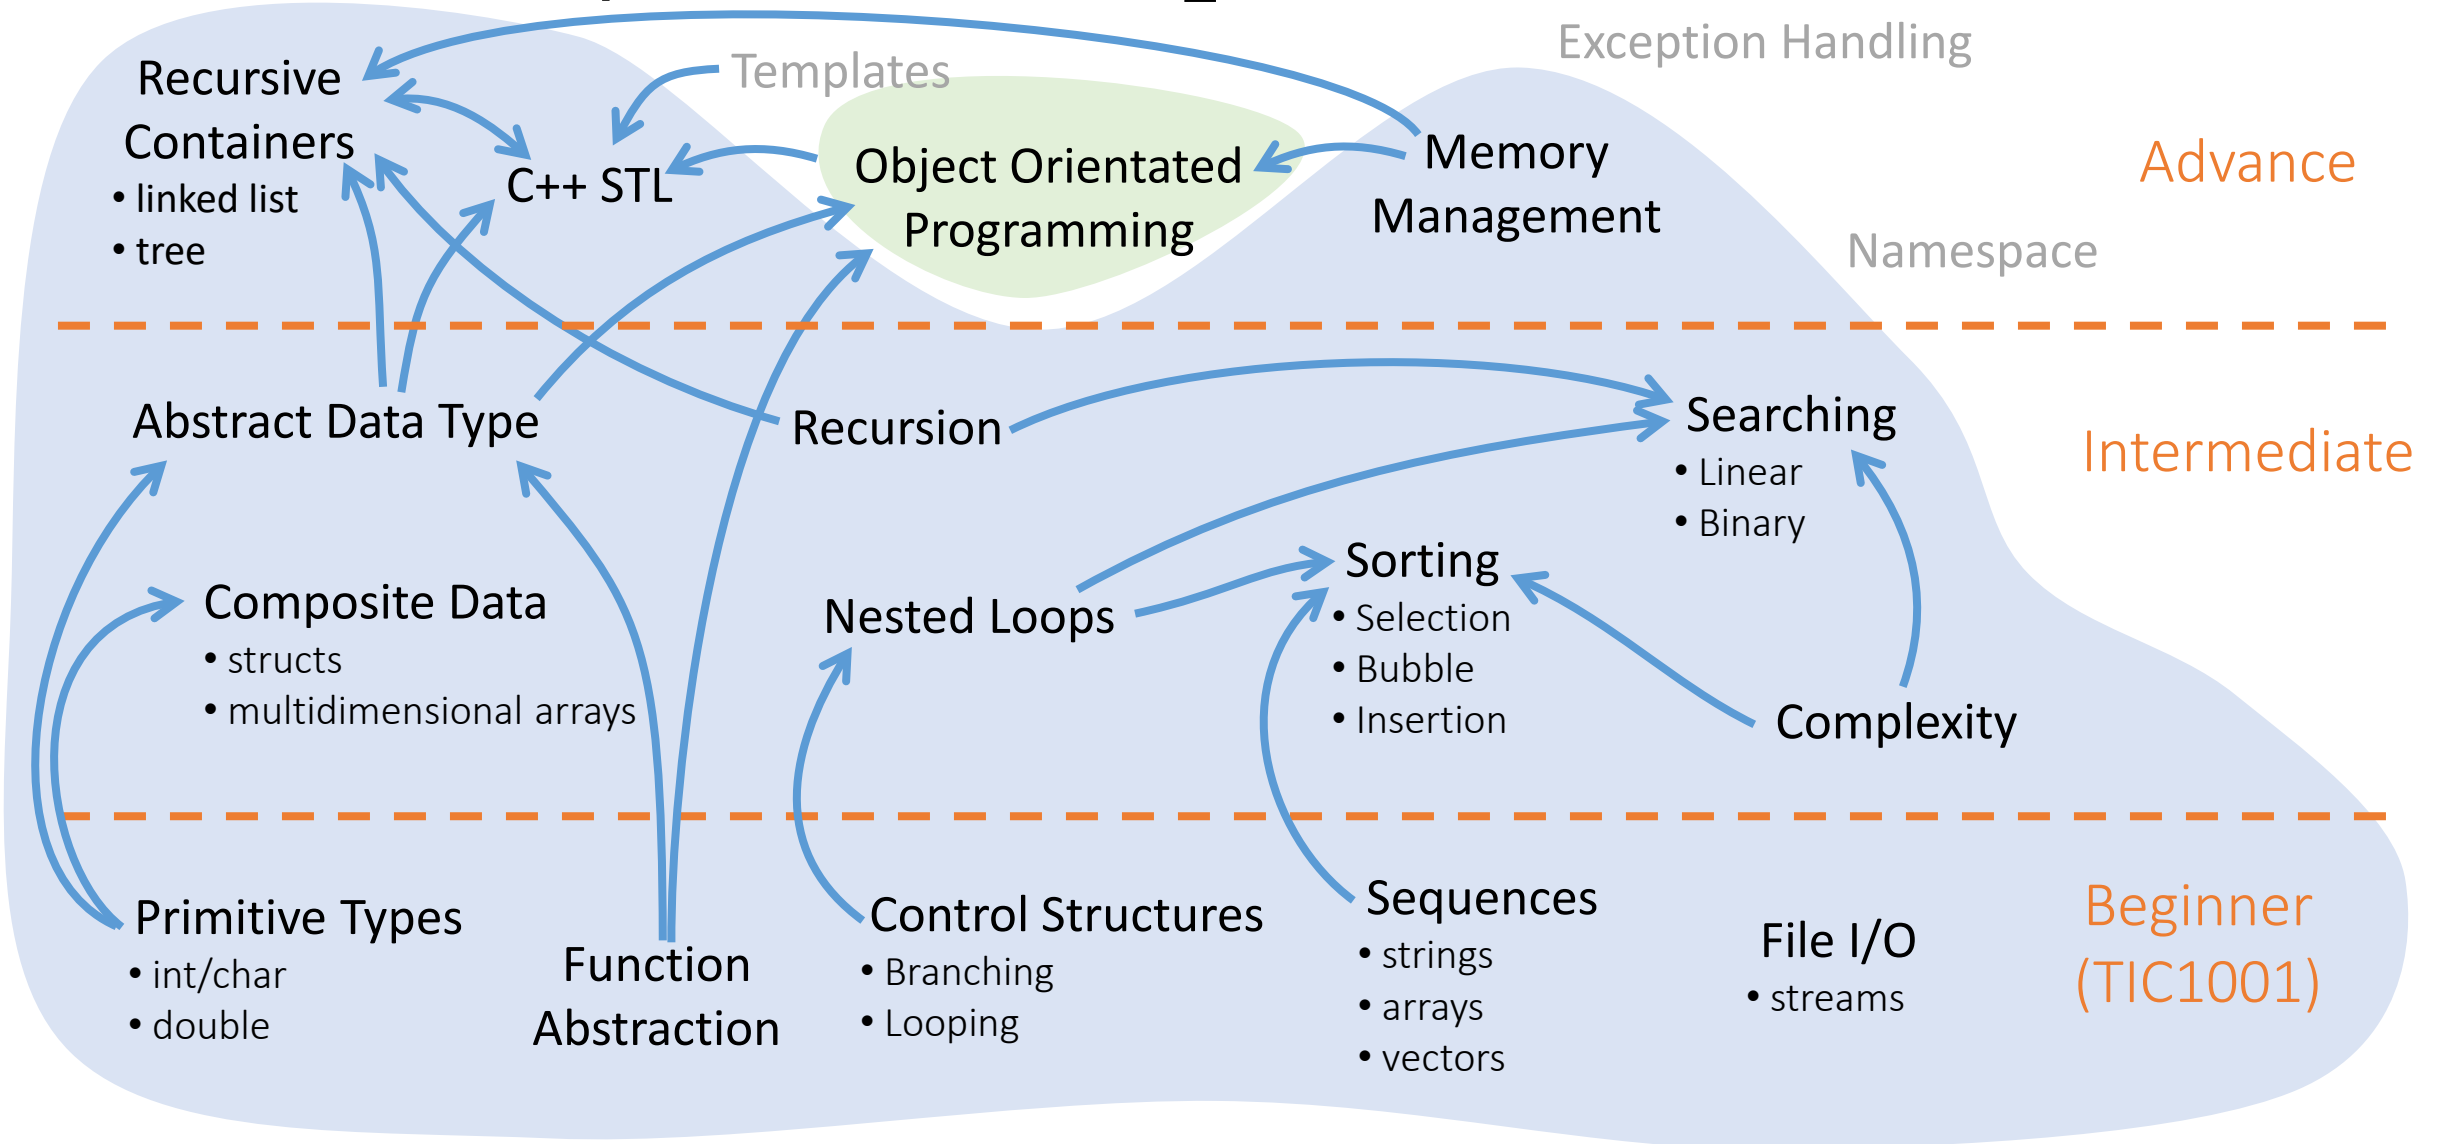 Exception Handling
Templates
Recursive
Containers
• linked list
• tree
C++ STL
Object Orientated
Programming
Memory
Management
Advance
Namespace
Abstract Data Type
Recursion
Searching
• Linear
• Binary
Intermediate
Composite Data
• structs
• multidimensional arrays
Nested Loops
Sorting
• Selection
• Bubble
• Insertion
Complexity
Primitive Types
• int/char
• double
Function
Abstraction
Control Structures
• Branching
• Looping
Sequences
• strings
• arrays
• vectors
File I/O
• streams
Beginner
(TIC1001)